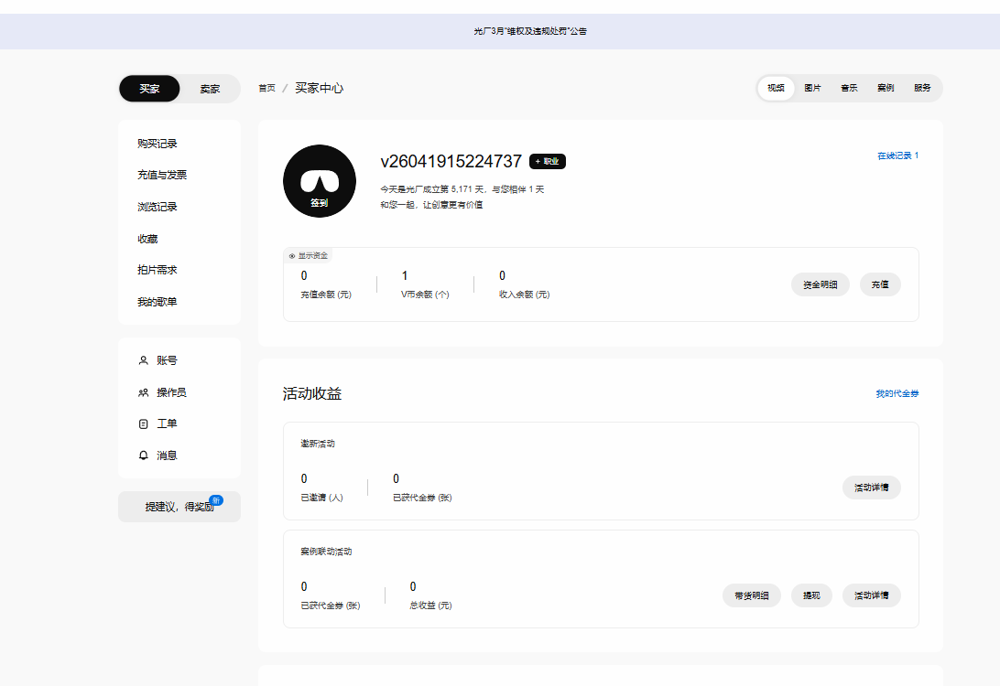 光厂3月"维权及违规处罚"公告
买家 卖家
首页 / 买家中心
视频 图片 音乐 案例 服务
购买记录
充值与发票
浏览记录
收藏
拍片需求
我的歌单
账号
操作员
工单
消息
提建议，得奖励
新
签到
v26041915224737 + 职业
在线记录 1
今天是光厂成立第 5,171 天，与您相伴 1 天
和您一起，让创意更有价值
显示资金
0 1 0
充值余额 (元) V币余额 (个) 收入余额 (元)
资金明细 充值
活动收益
我的代金券
邀新活动
0 0
已邀请 (人) 已获代金券 (张)
活动详情
案例联动活动
0 0
已获代金券 (张) 总收益 (元)
带货明细 提现 活动详情